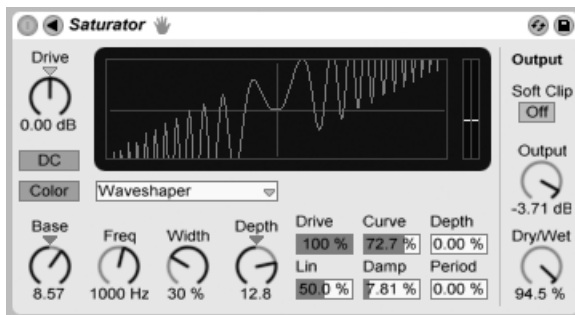 Saturator
Drive
0.00 dB
DC
Color
Waveshaper
Base
8.57
Freq
1000 Hz
Width
30 %
Depth
12.8
Drive
100 %
Curve
72.7 %
Depth
0.00 %
Lin
50.0 %
Damp
7.81 %
Period
0.00 %
Output
Soft Clip
Off
Output
-3.71 dB
Dry/Wet
94.5 %